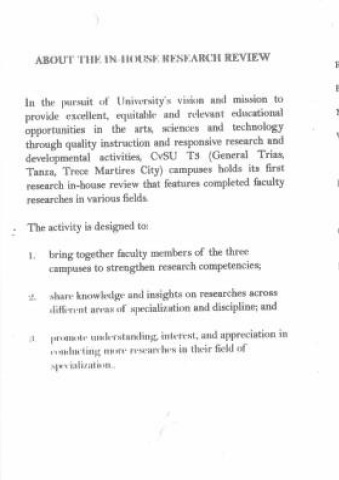 ABOUT THE IN-HOUSE RESEARCH REVIEW
In the pursuit of University's vision and mission to
provide excellent, equitable and relevant educational
opportunities in the arts, sciences and technology
through quality instruction and responsive research and
developmental activities, CvSU T3 (General Trias,
Tanza, Trece Martires City) campuses holds its first
research in-house review that features completed faculty
researches in various fields.
The activity is designed to:
1. bring together faculty members of the three
campuses to strengthen research competencies;
2. share knowledge and insights on researches across
different areas of specialization and discipline; and
3. promote understanding, interest, and appreciation in
conducting more researches in their field of
specialization..